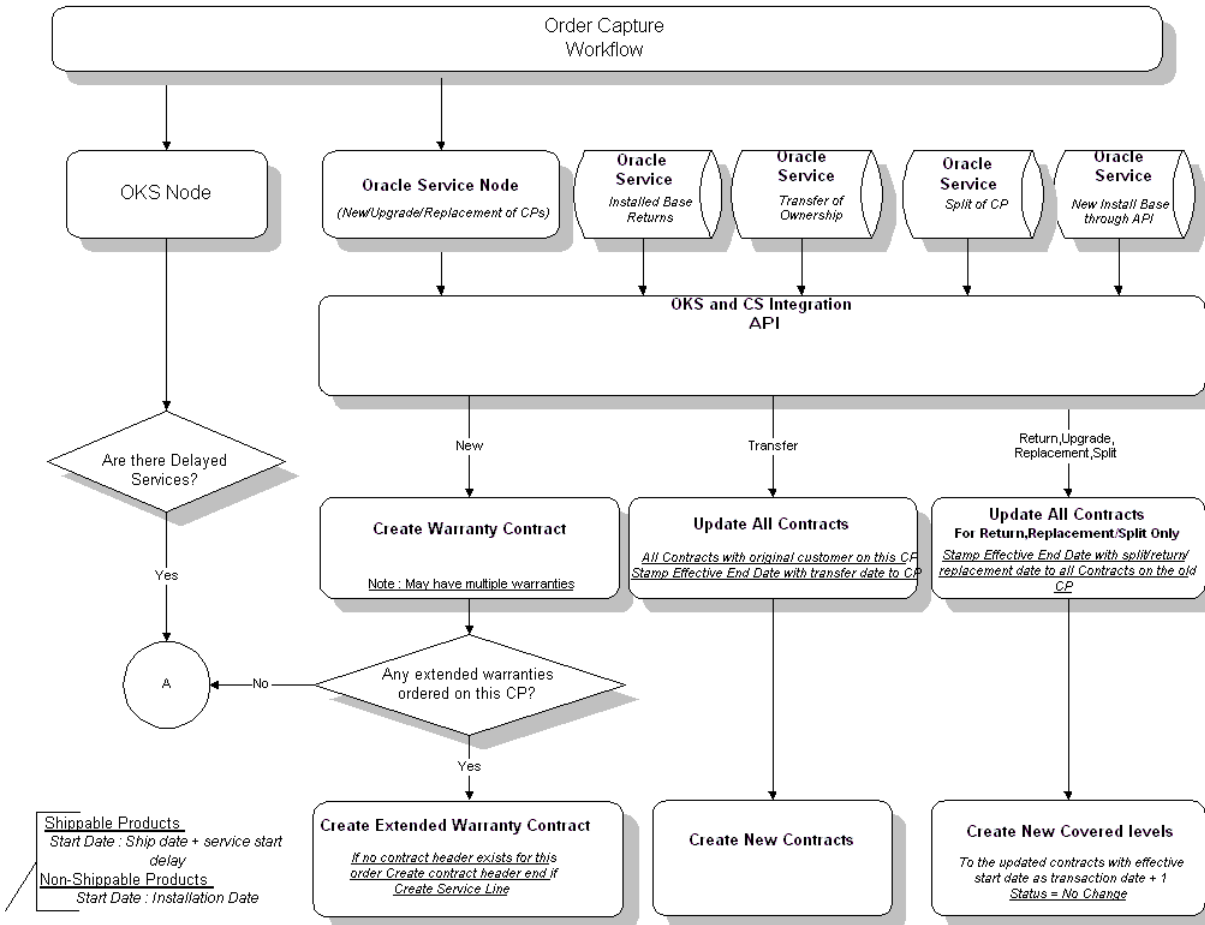 Order Capture
Workflow
OKS Node
Oracle Service Node
(New/Upgrade/Replacement of CPs)
Oracle
Service
Installed Base
Returns
Oracle
Service
Transfer of
Ownership
Oracle
Service
Split of CP
Oracle
Service
New Install Base
through API
OKS and CS Integration
API
New
Transfer
Return,Upgrade,
Replacement,Split
Are there Delayed
Services?
Create Warranty Contract
Note : May have multiple warranties
Update All Contracts
All Contracts with original customer on this CP
Stamp Effective End Date with transfer date to CP
Update All Contracts
For Return,Replacement/Split Only
Stamp Effective End Date with split/return/
replacement date to all Contracts on the old
CP
Yes
A
No
Any extended warranties
ordered on this CP?
Yes
Shippable Products
Start Date : Ship date + service start
delay
Non-Shippable Products
Start Date : Installation Date
Create Extended Warranty Contract
If no contract header exists for this
order Create contract header end if
Create Service Line
Create New Contracts
Create New Covered levels
To the updated contracts with effective
start date as transaction date + 1
Status = No Change